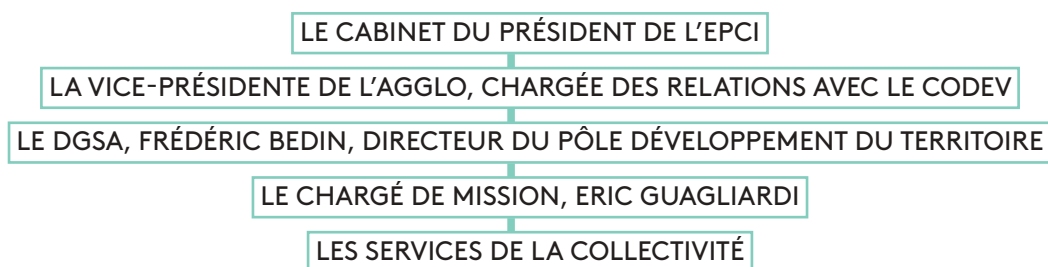 LE CABINET DU PRÉSIDENT DE L'EPCI
LA VICE-PRÉSIDENTE DE L'AGGLO, CHARGÉE DES RELATIONS AVEC LE CODEV
LE DGSA, FRÉDÉRIC BEDIN, DIRECTEUR DU PÔLE DÉVELOPPEMENT DU TERRITOIRE
LE CHARGÉ DE MISSION, ERIC GUAGLIARDI
LES SERVICES DE LA COLLECTIVITÉ